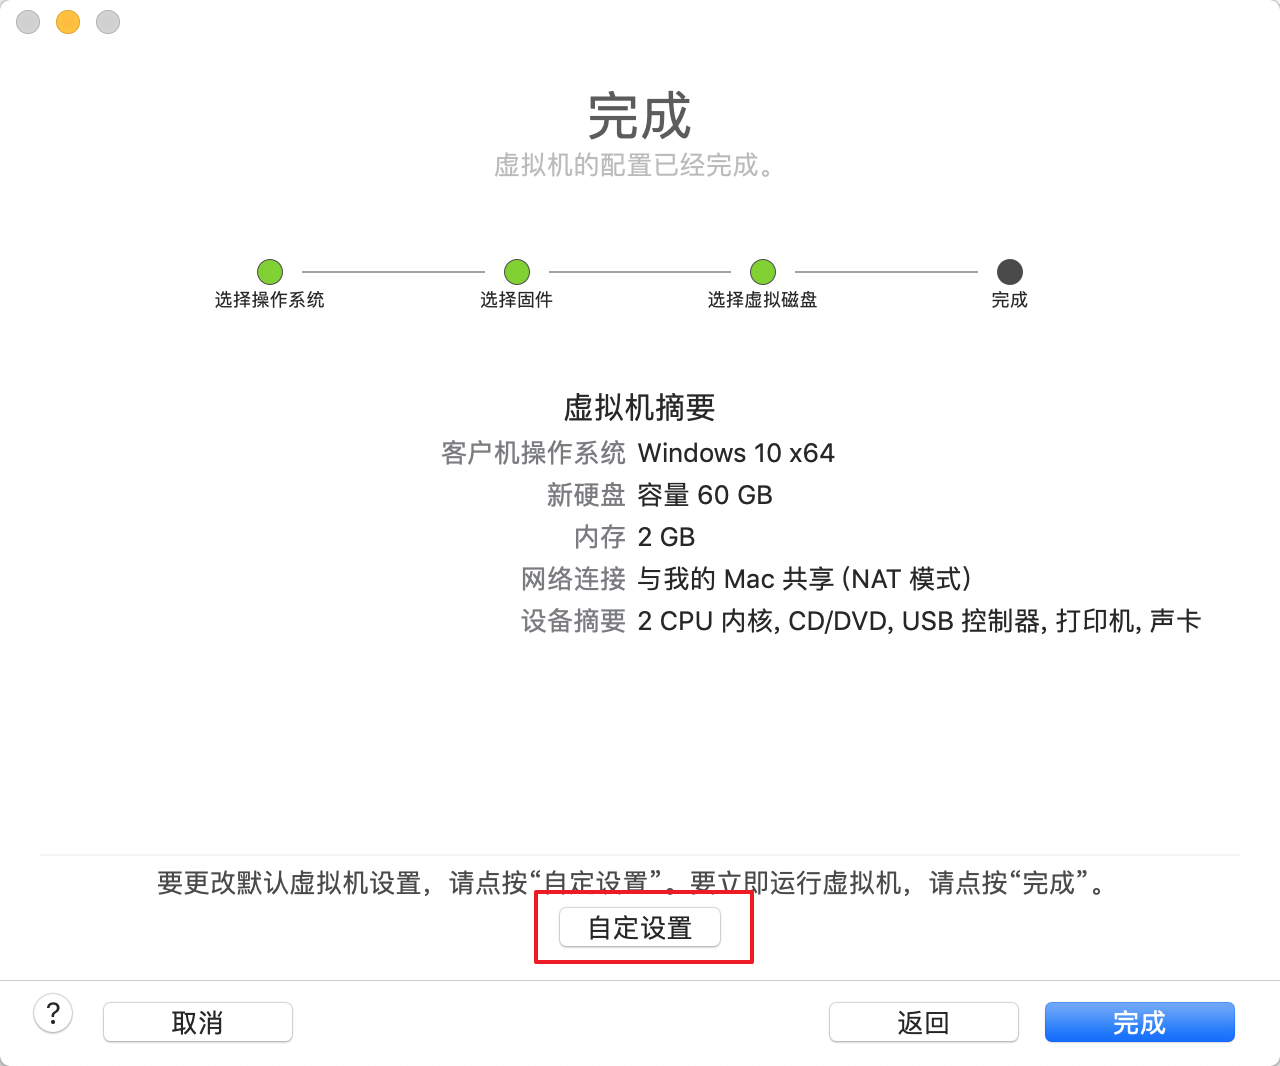 完成
虚拟机的配置已经完成。
选择操作系统 选择固件 选择虚拟磁盘 完成
虚拟机摘要
客户机操作系统 Windows 10 x64
新硬盘 容量 60 GB
内存 2 GB
网络连接 与我的 Mac 共享 (NAT 模式)
设备摘要 2 CPU 内核, CD/DVD, USB 控制器, 打印机, 声卡
要更改默认虚拟机设置，请点按“自定设置”。要立即运行虚拟机，请点按“完成”。
自定设置
? 取消 返回 完成